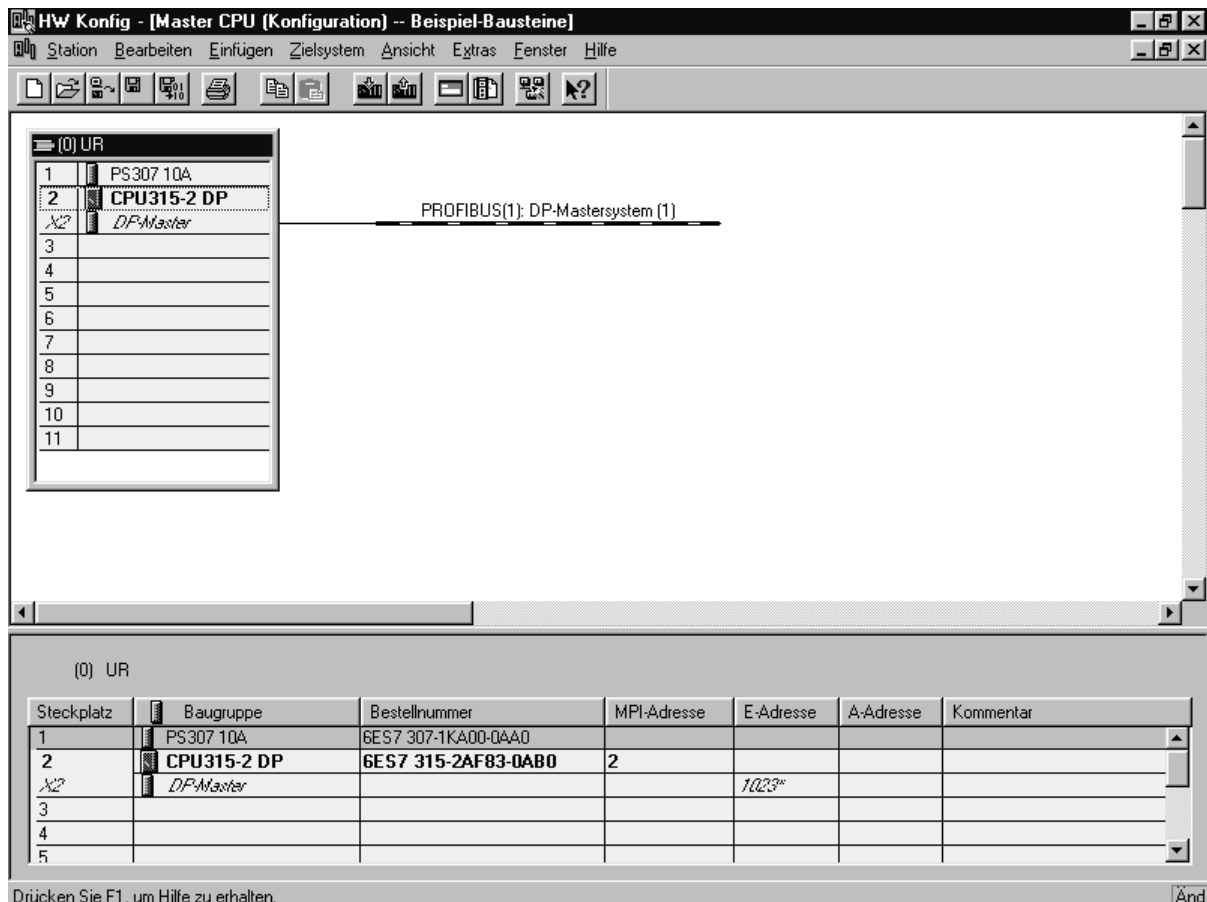 HW Konfig - [Master CPU (Konfiguration) -- Beispiel-Bausteine]
Station Bearbeiten Einfügen Zielsystem Ansicht Extras Fenster Hilfe
(0) UR
1 PS307 10A
2 CPU315-2 DP
X2 DP-Master
PROFIBUS(1): DP-Mastersystem (1)
3
4
5
6
7
8
9
10
11
(0) UR
Steckplatz Baugruppe Bestellnummer MPI-Adresse E-Adresse A-Adresse Kommentar
1 PS307 10A 6ES7 307-1KA00-0AA0
2 CPU315-2 DP 6ES7 315-2AF83-0AB0 2
X2 DP-Master 1023*
3
4
5
Drücken Sie F1, um Hilfe zu erhalten. Änd